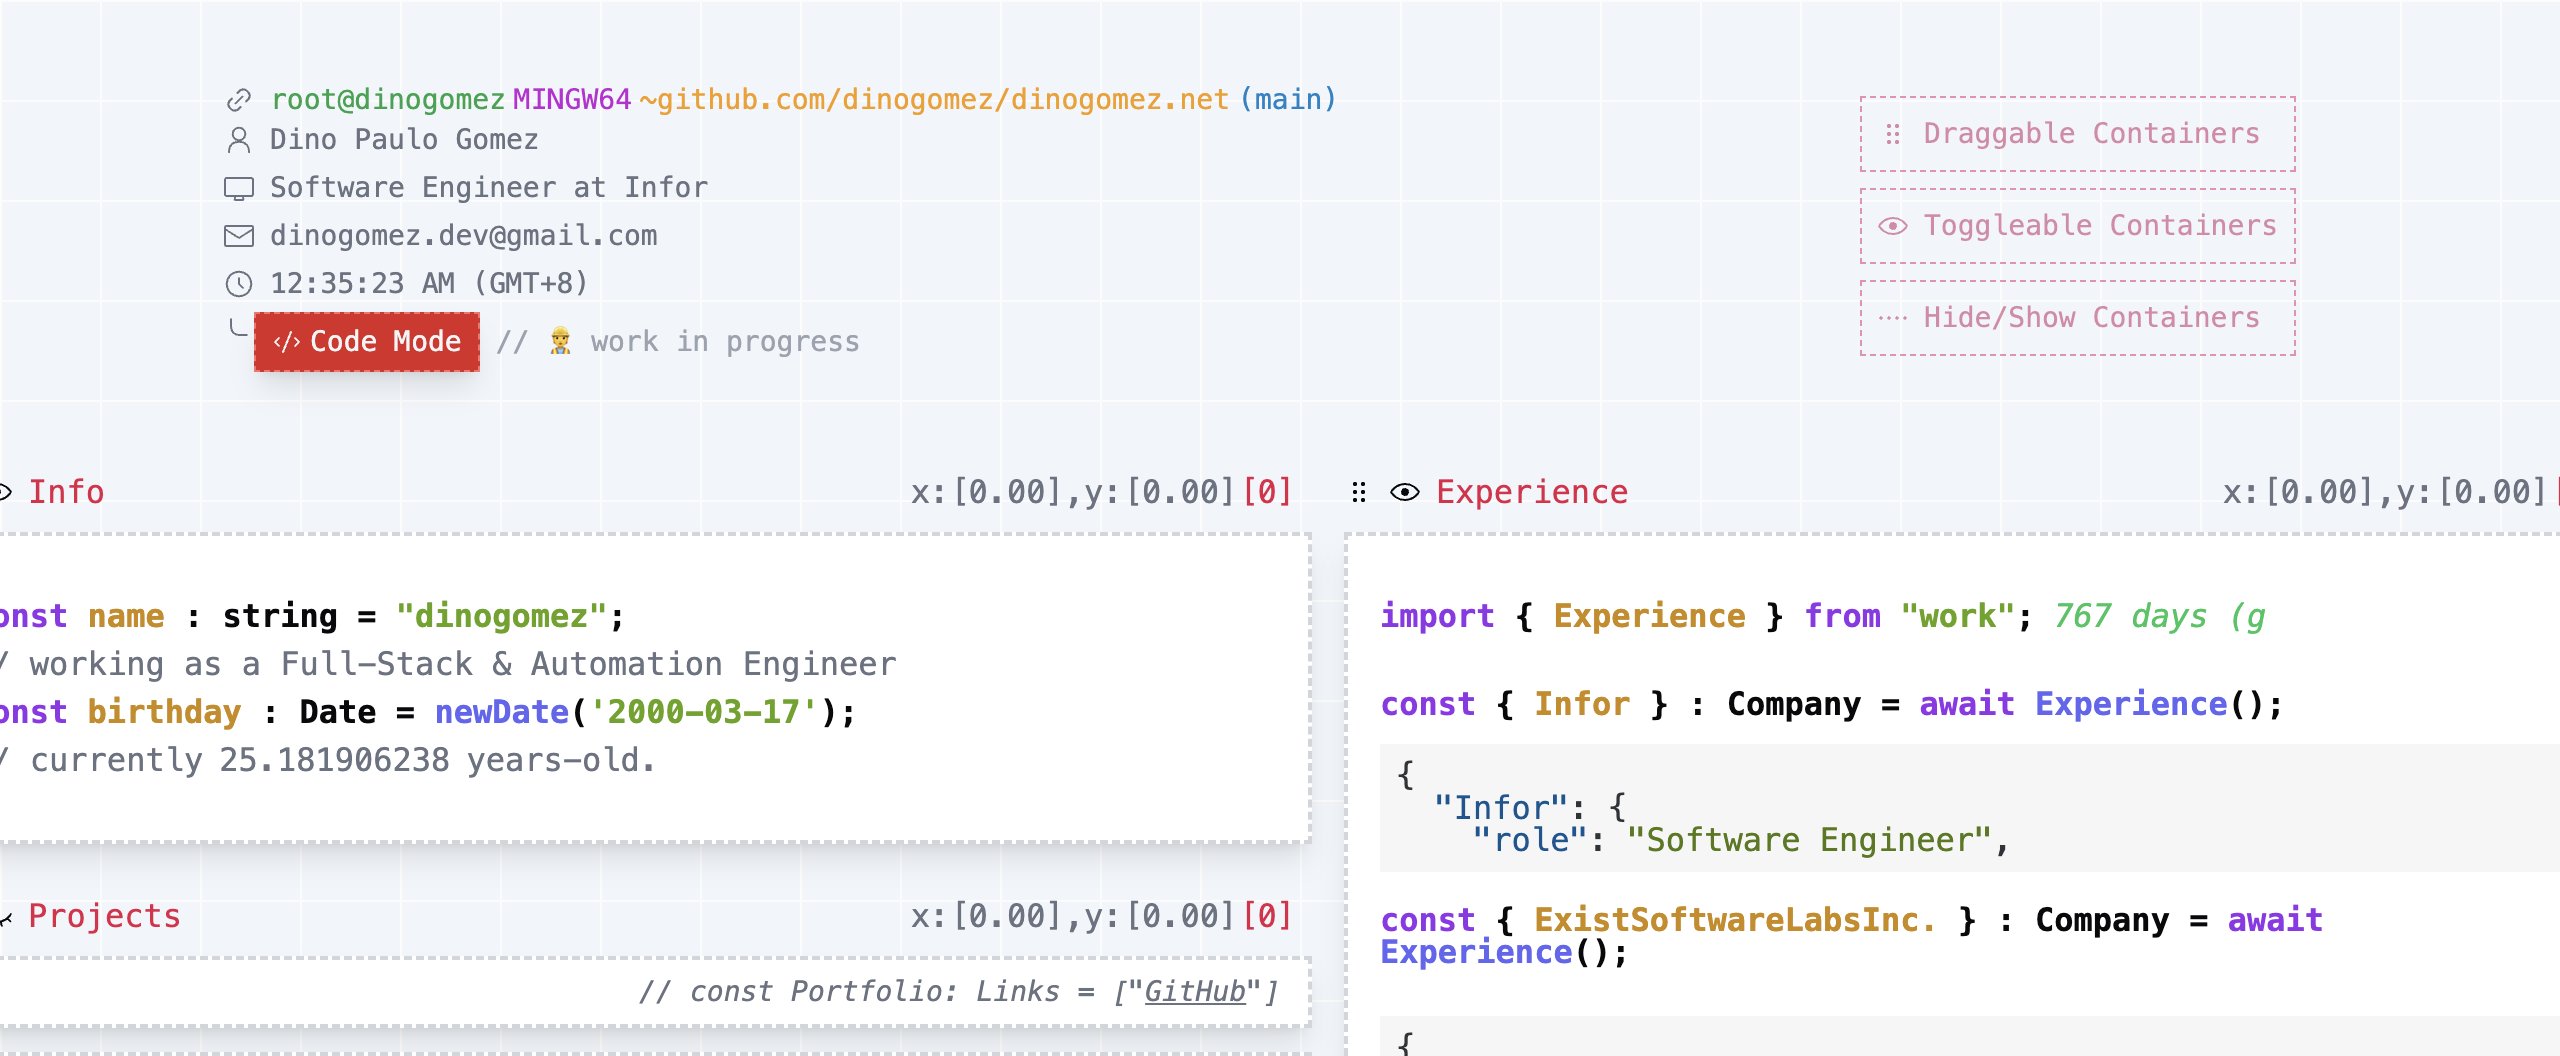 root@dinogomez MINGW64 ~github.com/dinogomez/dinogomez.net (main)
Dino Paulo Gomez
Software Engineer at Infor
dinogomez.dev@gmail.com
12:35:23 AM (GMT+8)
</> Code Mode // 👷 work in progress
Draggable Containers
Toggleable Containers
Hide/Show Containers
Info x:[0.00],y:[0.00][0]
onst name : string = "dinogomez";
/ working as a Full-Stack & Automation Engineer
onst birthday : Date = newDate('2000-03-17');
/ currently 25.181906238 years-old.
Projects x:[0.00],y:[0.00][0]
// const Portfolio: Links = ["GitHub"]
Experience x:[0.00],y:[0.00]
import { Experience } from "work"; 767 days (g
const { Infor } : Company = await Experience();
{
"Infor": {
"role": "Software Engineer",
const { ExistSoftwareLabsInc. } : Company = await
Experience();
{